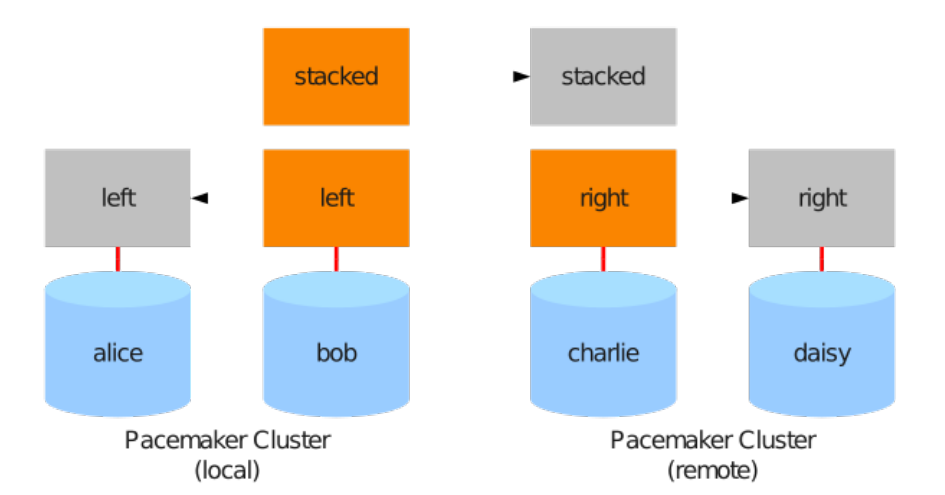 stacked
stacked
left
left
right
right
alice
bob
charlie
daisy
Pacemaker Cluster
(local)
Pacemaker Cluster
(remote)